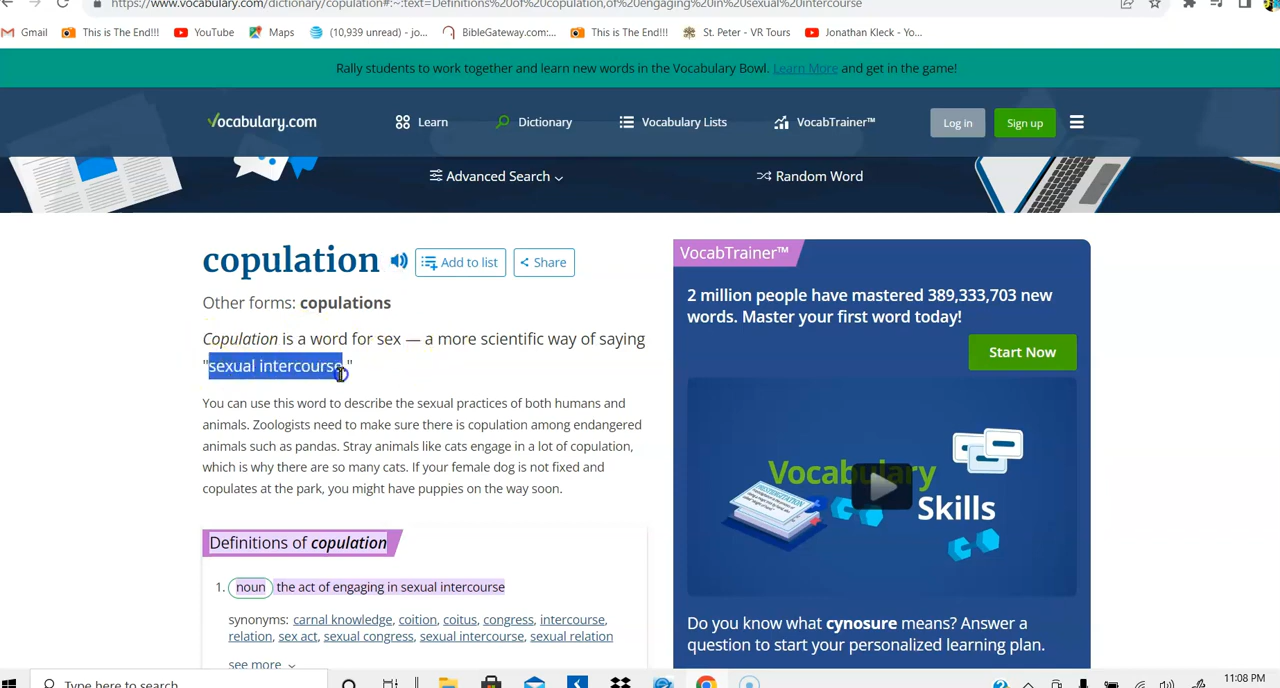 https://www.vocabulary.com/dictionary/copulation#:~:text=Definitions%20of%20copulation,of%20engaging%20in%20sexual%20intercourse
Gmail This is The End!!! YouTube Maps (10,939 unread) - jo... BibleGateway.com:... This is The End!!! St. Peter - VR Tours Jonathan Kleck - Yo...
Rally students to work together and learn new words in the Vocabulary Bowl. Learn More and get in the game!
Vocabulary.com Learn Dictionary Vocabulary Lists VocabTrainer™ Log in Sign up
Advanced Search Random Word
copulation Add to list Share
Other forms: copulations
Copulation is a word for sex — a more scientific way of saying
"sexual intercourse."
You can use this word to describe the sexual practices of both humans and
animals. Zoologists need to make sure there is copulation among endangered
animals such as pandas. Stray animals like cats engage in a lot of copulation,
which is why there are so many cats. If your female dog is not fixed and
copulates at the park, you might have puppies on the way soon.
Definitions of copulation
1. noun the act of engaging in sexual intercourse
synonyms: carnal knowledge, coition, coitus, congress, intercourse,
relation, sex act, sexual congress, sexual intercourse, sexual relation
see more
VocabTrainer™
2 million people have mastered 389,333,703 new
words. Master your first word today!
Start Now
Vocabulary
Skills
Do you know what cynosure means? Answer a
question to start your personalized learning plan.
Type here to search
11:08 PM